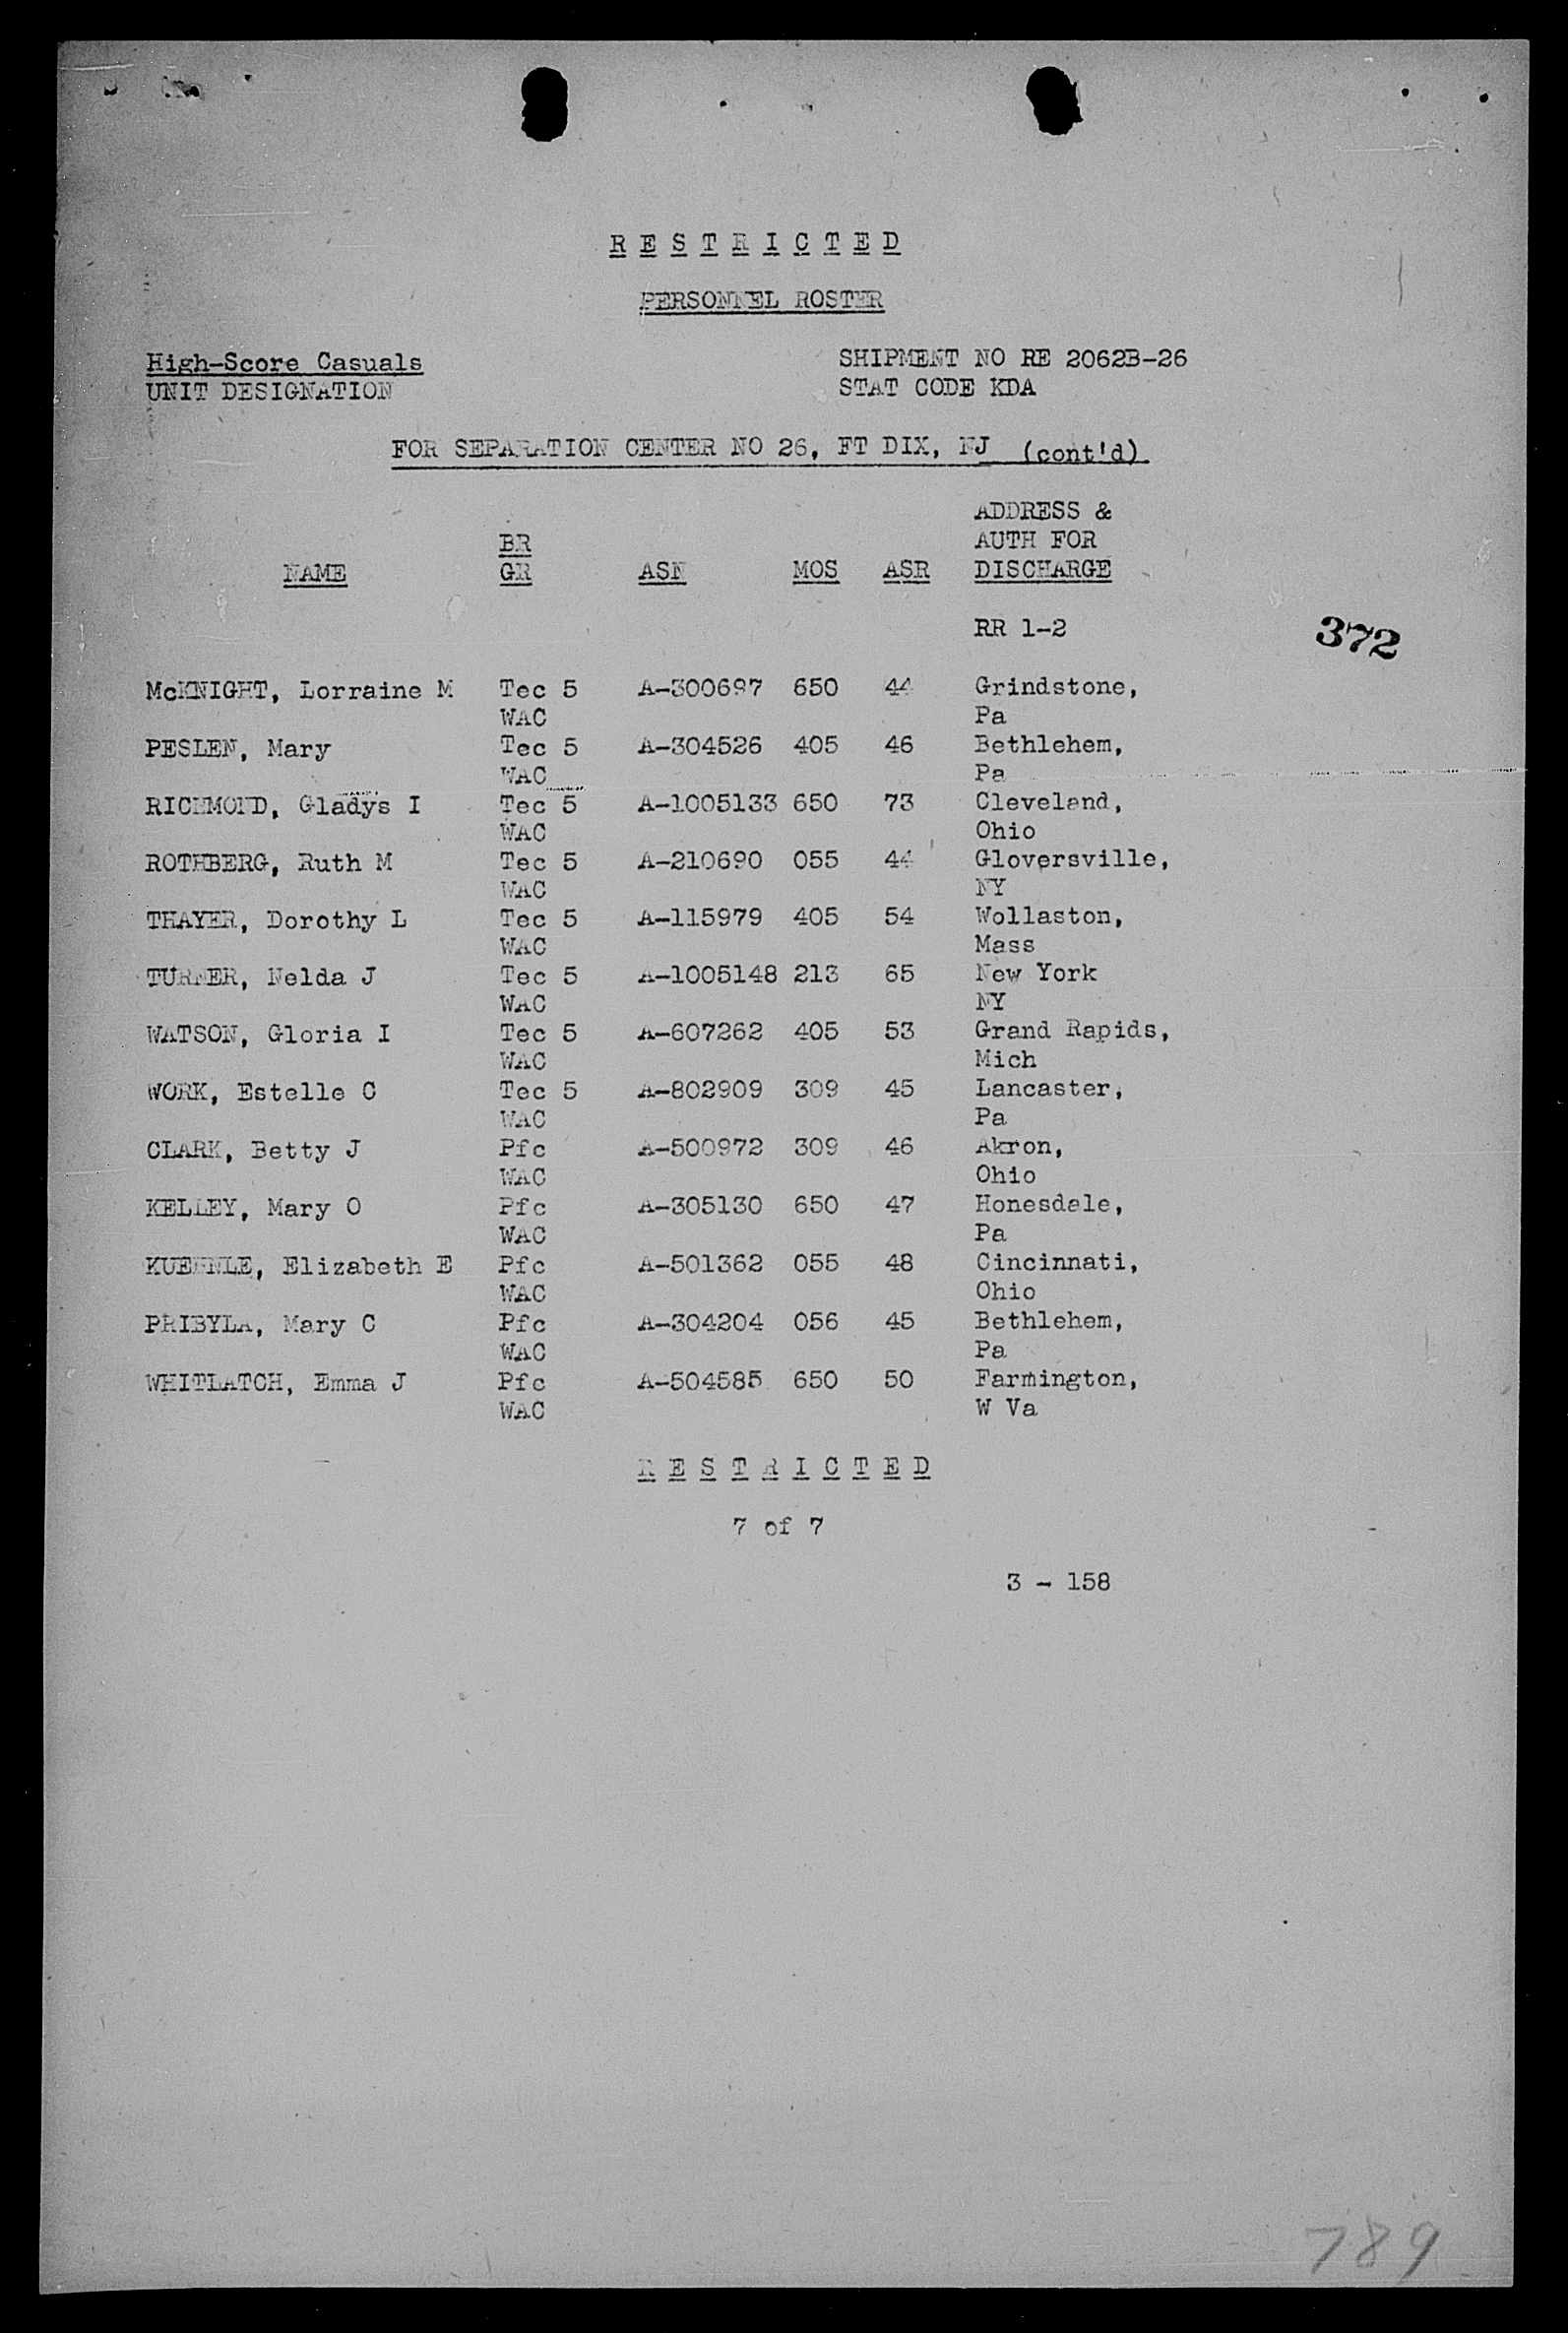 R E S T R I C T E D
PERSONNEL ROSTER
High-Score Casuals SHIPMENT NO RE 2062B-26
UNIT DESIGNATION STAT CODE KDA
FOR SEPARATION CENTER NO 26, FT DIX, NJ (cont'd)
ADDRESS &
BR AUTH FOR
NAME GR ASN MOS ASR DISCHARGE
RR 1-2 372
McKNIGHT, Lorraine M Tec 5 A-300697 650 44 Grindstone,
WAC Pa
PESLEN, Mary Tec 5 A-304526 405 46 Bethlehem,
WAC Pa
RICHMOND, Gladys I Tec 5 A-1005133 650 73 Cleveland,
WAC Ohio
ROTHBERG, Ruth M Tec 5 A-210690 055 44 Gloversville,
WAC NY
THAYER, Dorothy L Tec 5 A-115979 405 54 Wollaston,
WAC Mass
TURNER, Nelda J Tec 5 A-1005148 213 65 New York
WAC NY
WATSON, Gloria I Tec 5 A-607262 405 53 Grand Rapids,
WAC Mich
WORK, Estelle C Tec 5 A-802909 309 45 Lancaster,
WAC Pa
CLARK, Betty J Pfc A-500972 309 46 Akron,
WAC Ohio
KELLEY, Mary O Pfc A-305130 650 47 Honesdale,
WAC Pa
KUEHNLE, Elizabeth E Pfc A-501362 055 48 Cincinnati,
WAC Ohio
PRIBYLA, Mary C Pfc A-304204 056 45 Bethlehem,
WAC Pa
WHITLATCH, Emma J Pfc A-504585 650 50 Farmington,
WAC W Va
R E S T R I C T E D
7 of 7
3 - 158
789